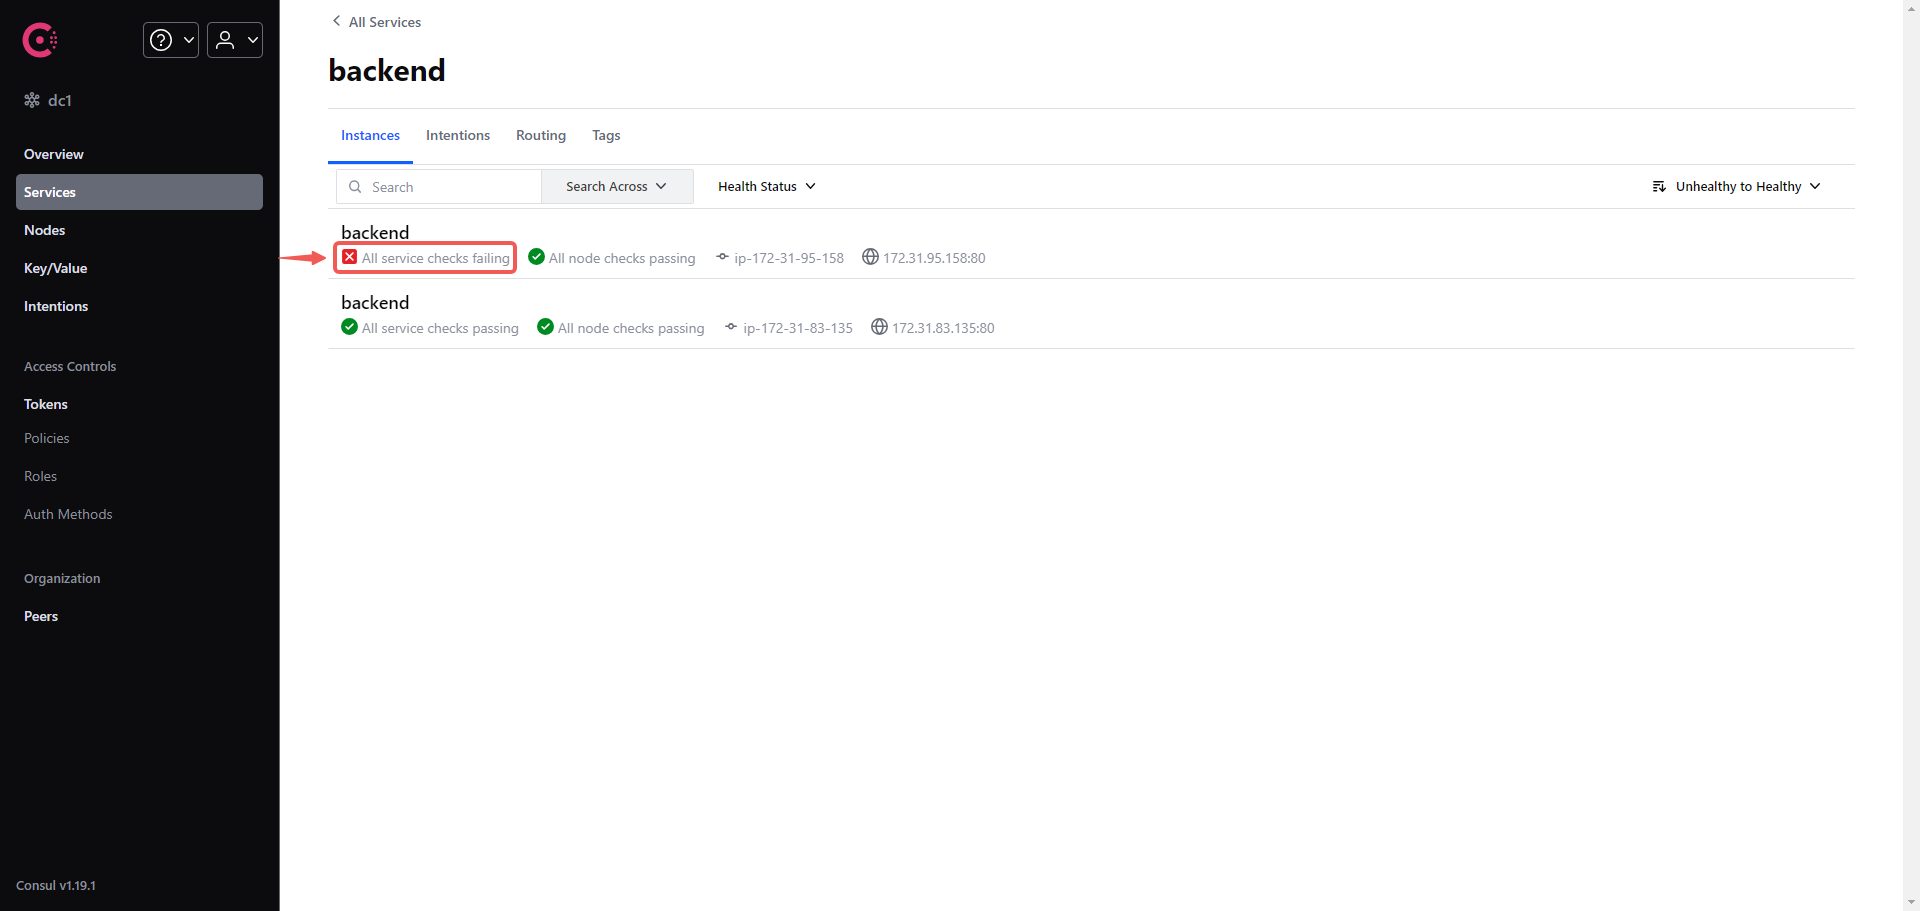 dc1
Overview
Services
Nodes
Key/Value
Intentions
Access Controls
Tokens
Policies
Roles
Auth Methods
Organization
Peers
Consul v1.19.1
All Services
backend
Instances Intentions Routing Tags
Search Search Across Health Status Unhealthy to Healthy
backend
All service checks failing All node checks passing ip-172-31-95-158 172.31.95.158:80
backend
All service checks passing All node checks passing ip-172-31-83-135 172.31.83.135:80